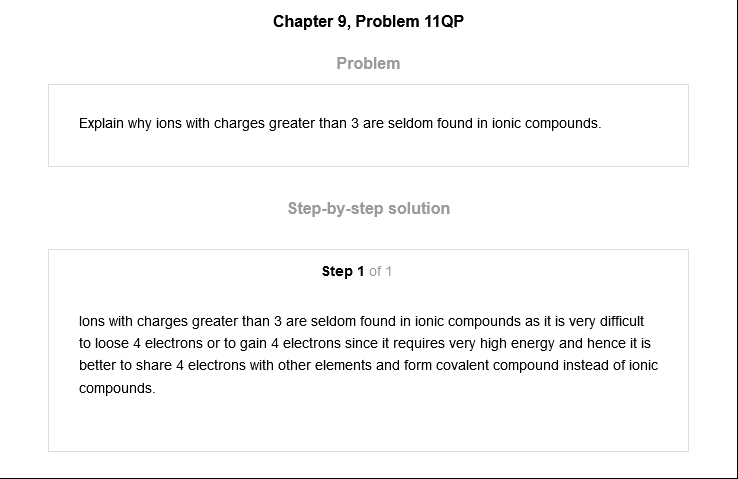 Chapter 9, Problem 11QP
Problem
Explain why ions with charges greater than 3 are seldom found in ionic compounds.
Step-by-step solution
Step 1 of 1
Ions with charges greater than 3 are seldom found in ionic compounds as it is very difficult
to loose 4 electrons or to gain 4 electrons since it requires very high energy and hence it is
better to share 4 electrons with other elements and form covalent compound instead of ionic
compounds.